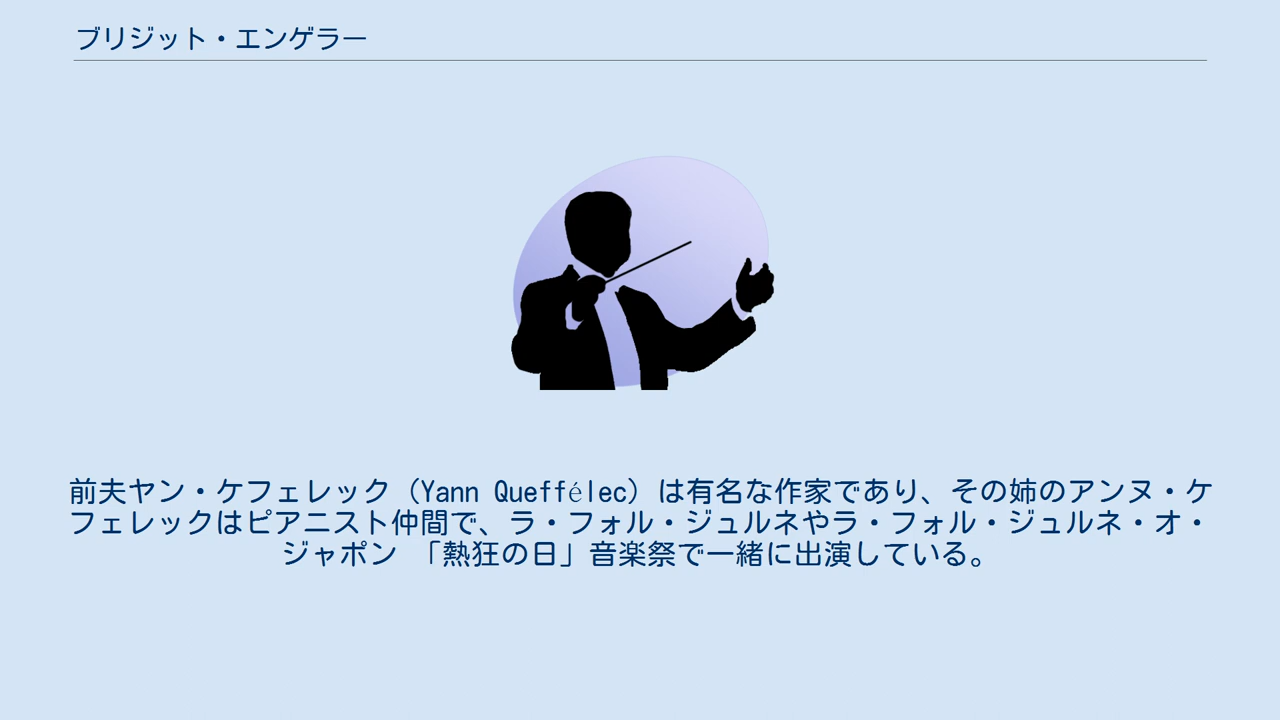 ブリジット・エンゲラー
前夫ヤン・ケフェレック（Yann Queffélec）は有名な作家であり、その姉のアンヌ・ケ
フェレックはピアニスト仲間で、ラ・フォル・ジュルネやラ・フォル・ジュルネ・オ・
ジャポン 「熱狂の日」音楽祭で一緒に出演している。